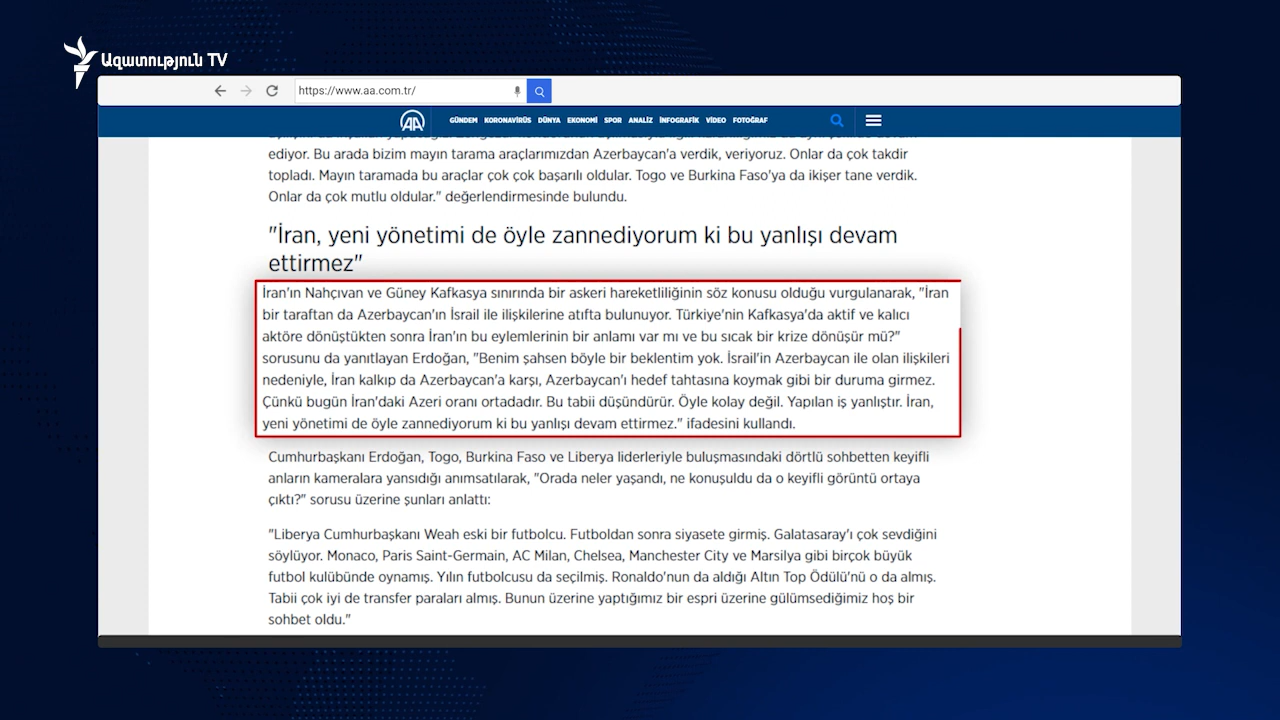 Ազատություն TV
https://www.aa.com.tr/
AA
GÜNDEM KORONAVİRÜS DÜNYA EKONOMİ SPOR ANALİZ İNFOGRAFİK VİDEO FOTOĞRAF
ediyor. Bu arada bizim mayın tarama araçlarımızdan Azerbaycan'a verdik, veriyoruz. Onlar da çok takdir
topladı. Mayın taramada bu araçlar çok çok başarılı oldular. Togo ve Burkina Faso'ya da ikişer tane verdik.
Onlar da çok mutlu oldular." değerlendirmesinde bulundu.
"İran, yeni yönetimi de öyle zannediyorum ki bu yanlışı devam
ettirmez"
İran'ın Nahçıvan ve Güney Kafkasya sınırında bir askeri hareketliliğinin söz konusu olduğu vurgulanarak, "İran
bir taraftan da Azerbaycan'ın İsrail ile ilişkilerine atıfta bulunuyor. Türkiye'nin Kafkasya'da aktif ve kalıcı
aktöre dönüştükten sonra İran'ın bu eylemlerinin bir anlamı var mı ve bu sıcak bir krize dönüşür mü?"
sorusunu da yanıtlayan Erdoğan, "Benim şahsen böyle bir beklentim yok. İsrail'in Azerbaycan ile olan ilişkileri
nedeniyle, İran kalkıp da Azerbaycan'a karşı, Azerbaycan'ı hedef tahtasına koymak gibi bir duruma girmez.
Çünkü bugün İran'daki Azeri oranı ortadadır. Bu tabii düşündürür. Öyle kolay değil. Yapılan iş yanlıştır. İran,
yeni yönetimi de öyle zannediyorum ki bu yanlışı devam ettirmez." ifadesini kullandı.
Cumhurbaşkanı Erdoğan, Togo, Burkina Faso ve Liberya liderleriyle buluşmasındaki dörtlü sohbetten keyifli
anların kameralara yansıdığı anımsatılarak, "Orada neler yaşandı, ne konuşuldu da o keyifli görüntü ortaya
çıktı?" sorusu üzerine şunları anlattı:
"Liberya Cumhurbaşkanı Weah eski bir futbolcu. Futboldan sonra siyasete girmiş. Galatasaray'ı çok sevdiğini
söylüyor. Monaco, Paris Saint-Germain, AC Milan, Chelsea, Manchester City ve Marsilya gibi birçok büyük
futbol kulübünde oynamış. Yılın futbolcusu da seçilmiş. Ronaldo'nun da aldığı Altın Top Ödülü'nü o da almış.
Tabii çok iyi de transfer paraları almış. Bunun üzerine yaptığımız bir espri üzerine gülümsediğimiz hoş bir
sohbet oldu."